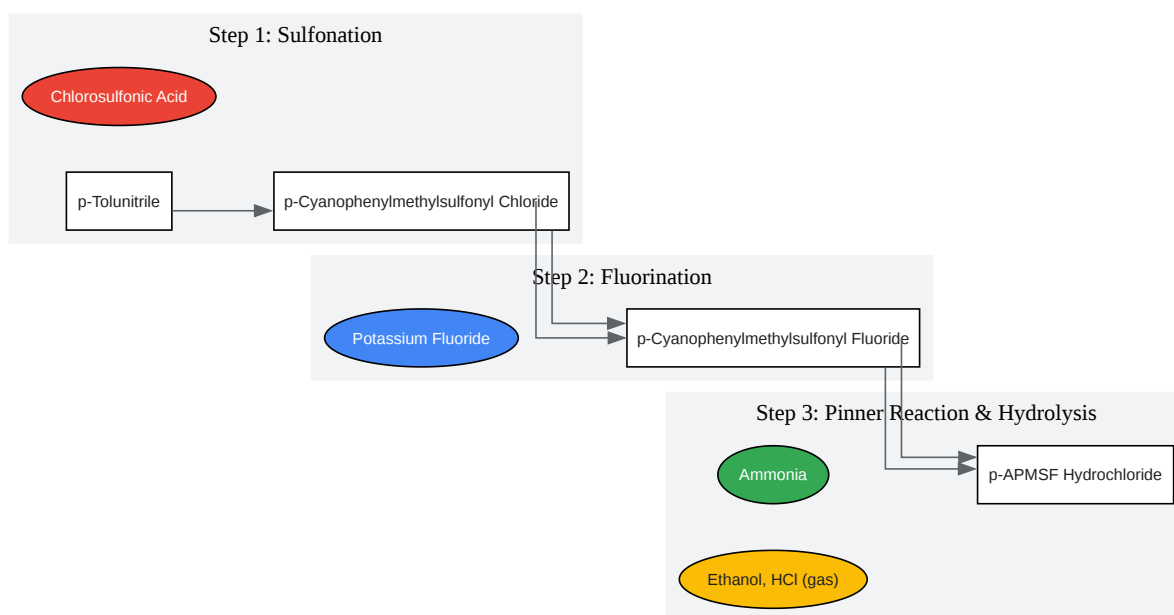 Step 1: Sulfonation
Chlorosulfonic Acid
p-Tolunitrile
p-Cyanophenylmethylsulfonyl Chloride
Step 2: Fluorination
Potassium Fluoride
p-Cyanophenylmethylsulfonyl Fluoride
Step 3: Pinner Reaction & Hydrolysis
Ammonia
p-APMSF Hydrochloride
Ethanol, HCl (gas)